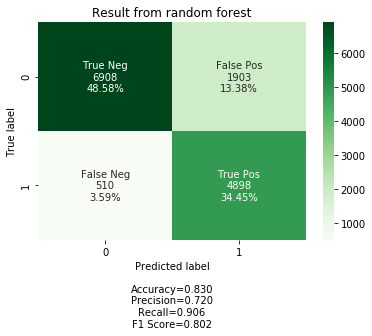 Result from random forest
True Neg
6908
48.58%
False Pos
1903
13.38%
False Neg
510
3.59%
True Pos
4898
34.45%
0
1
True label
0
1
Predicted label
6000
5000
4000
3000
2000
1000
Accuracy=0.830
Precision=0.720
Recall=0.906
F1 Score=0.802